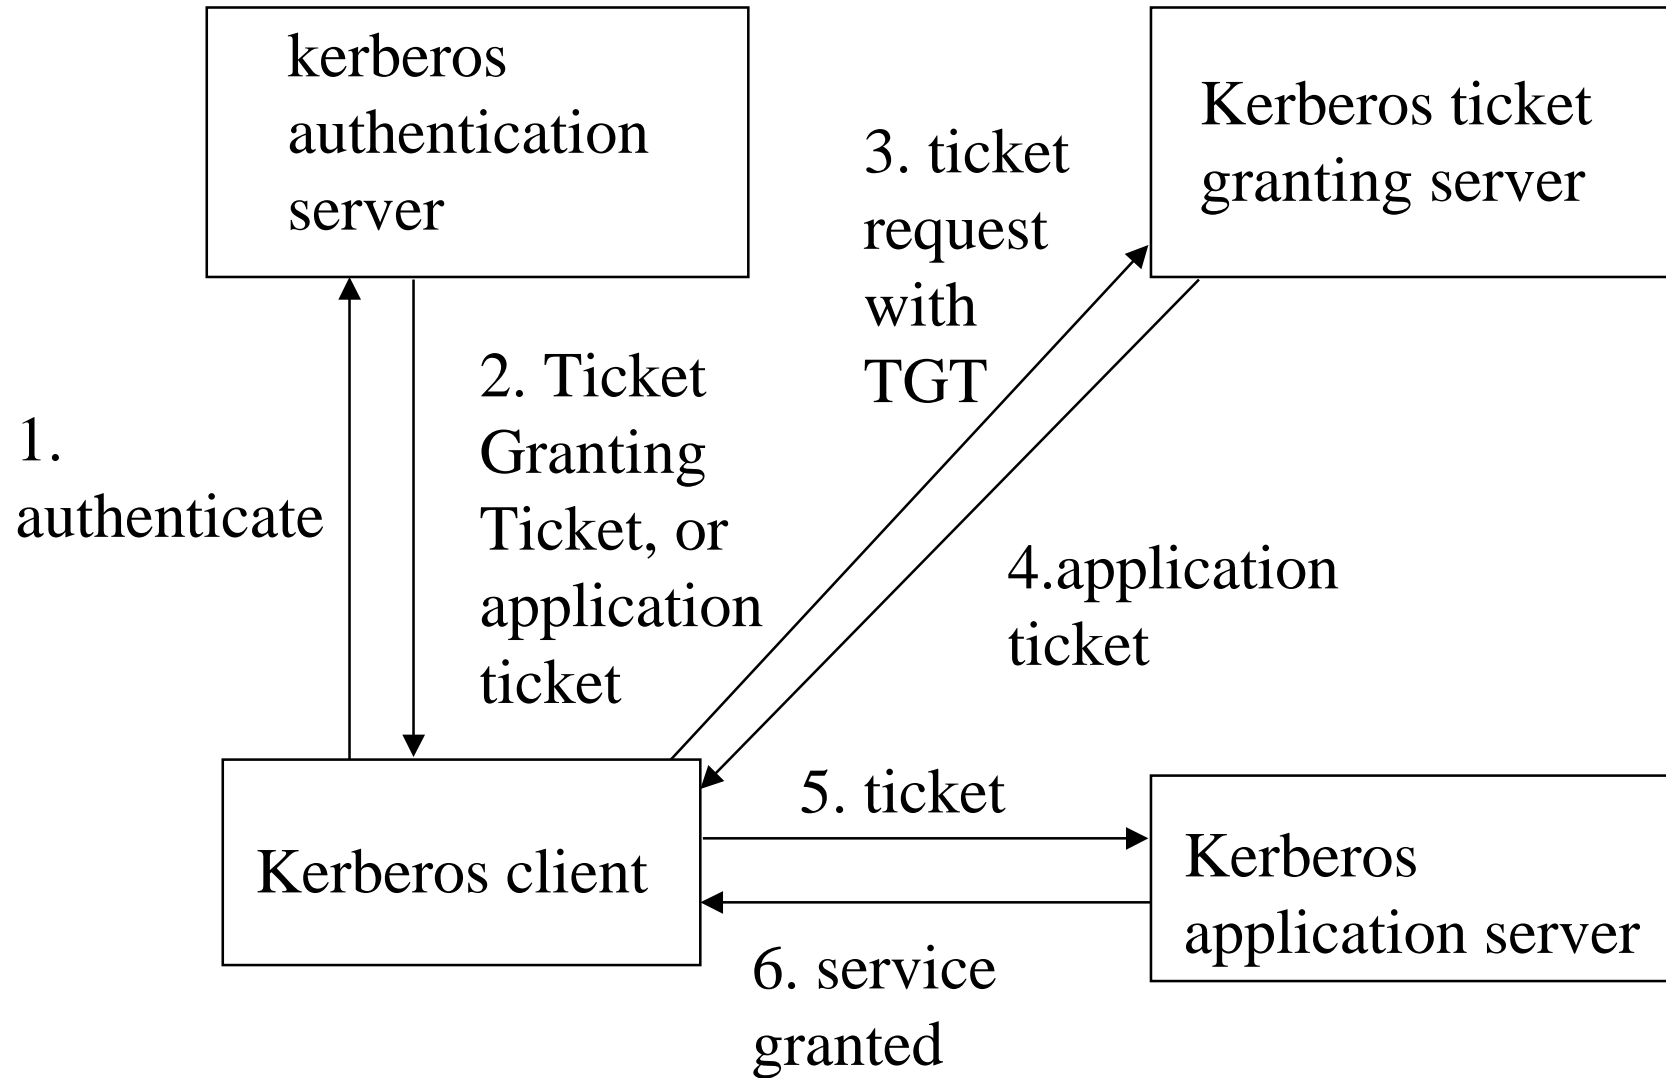 kerberos
authentication
server
Kerberos ticket
granting server
3. ticket
request
with
TGT
2. Ticket
Granting
Ticket, or
application
ticket
1.
authenticate
4.application
ticket
5. ticket
Kerberos client
Kerberos
application server
6. service
granted